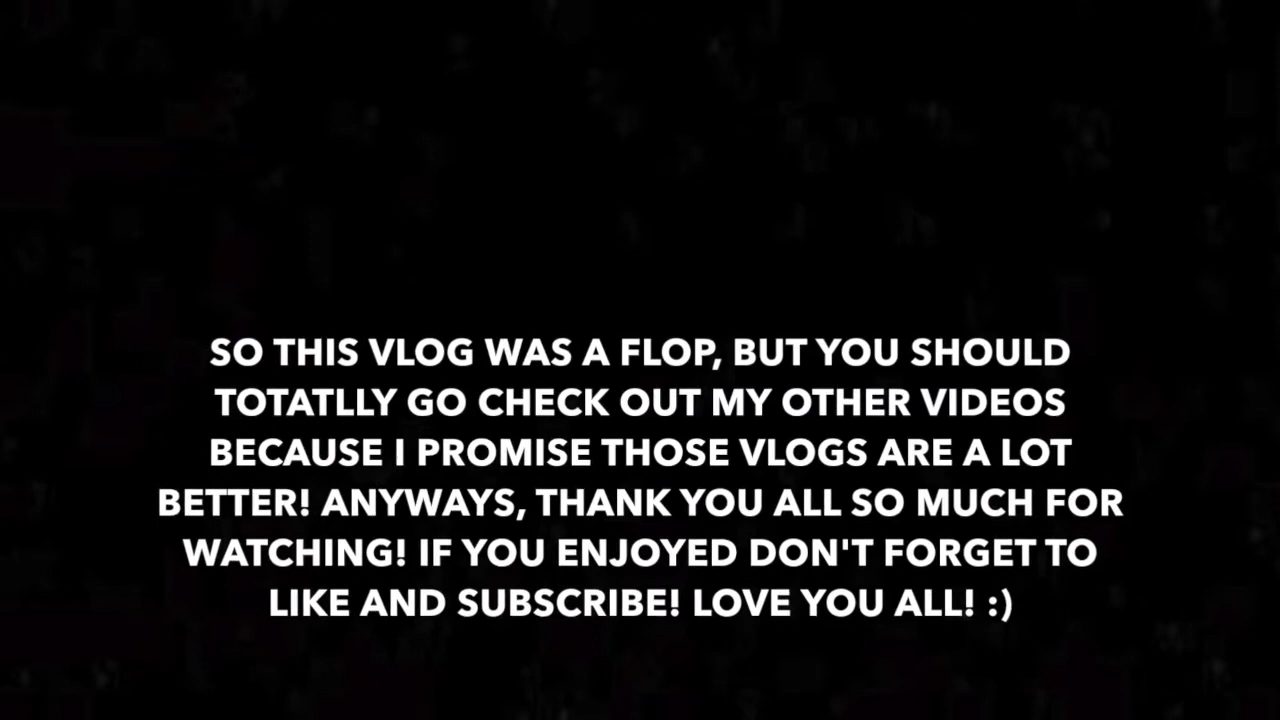 SO THIS VLOG WAS A FLOP, BUT YOU SHOULD
TOTATLLY GO CHECK OUT MY OTHER VIDEOS
BECAUSE I PROMISE THOSE VLOGS ARE A LOT
BETTER! ANYWAYS, THANK YOU ALL SO MUCH FOR
WATCHING! IF YOU ENJOYED DON'T FORGET TO
LIKE AND SUBSCRIBE! LOVE YOU ALL! :)